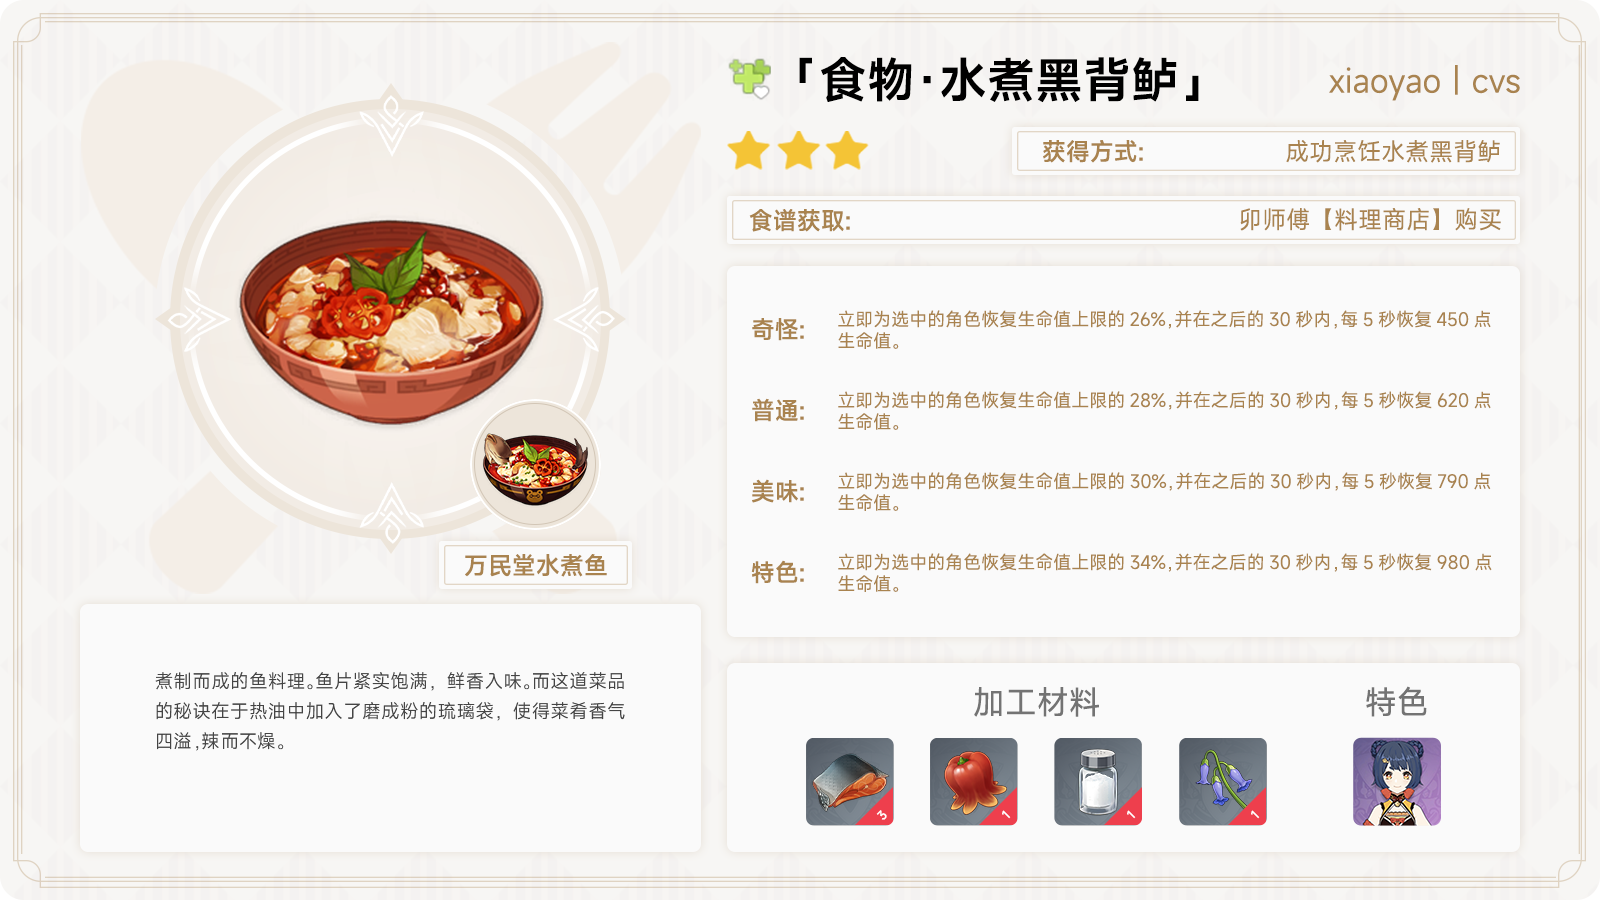 「食物·水煮黑背鲈」
xiaoyao | cvs
获得方式:
成功烹饪水煮黑背鲈
食谱获取:
卯师傅【料理商店】购买
奇怪:
立即为选中的角色恢复生命值上限的 26%,并在之后的 30 秒内,每 5 秒恢复 450 点
生命值。
普通:
立即为选中的角色恢复生命值上限的 28%,并在之后的 30 秒内,每 5 秒恢复 620 点
生命值。
美味:
立即为选中的角色恢复生命值上限的 30%,并在之后的 30 秒内,每 5 秒恢复 790 点
生命值。
特色:
立即为选中的角色恢复生命值上限的 34%,并在之后的 30 秒内,每 5 秒恢复 980 点
生命值。
万民堂水煮鱼
煮制而成的鱼料理。鱼片紧实饱满，鲜香入味。而这道菜品
的秘诀在于热油中加入了磨成粉的琉璃袋，使得菜肴香气
四溢,辣而不燥。
加工材料
特色
3
1
1
1